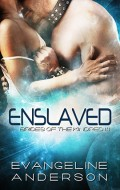 ENSLAVED
BRIDES OF THE KINDRED
EVANGELINE
ANDERSON